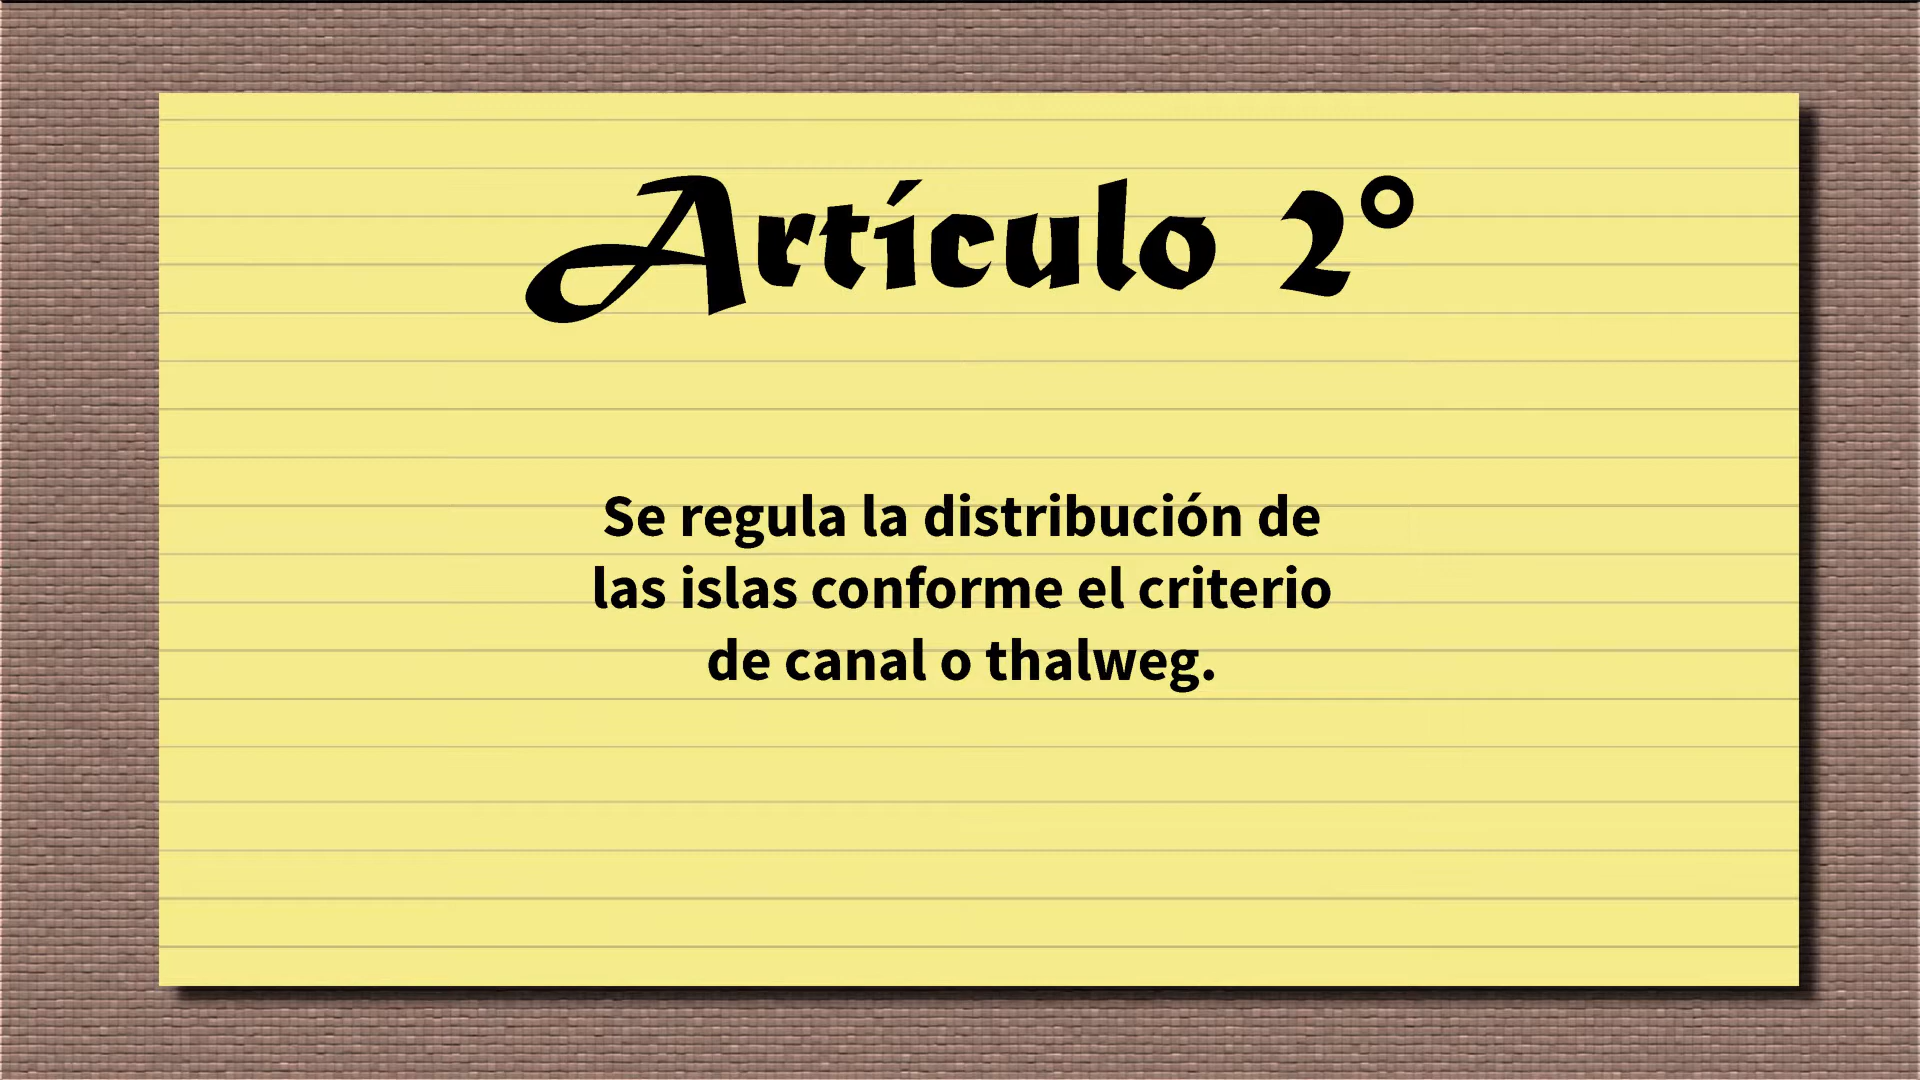 Artículo 2°
Se regula la distribución de
las islas conforme el criterio
de canal o thalweg.